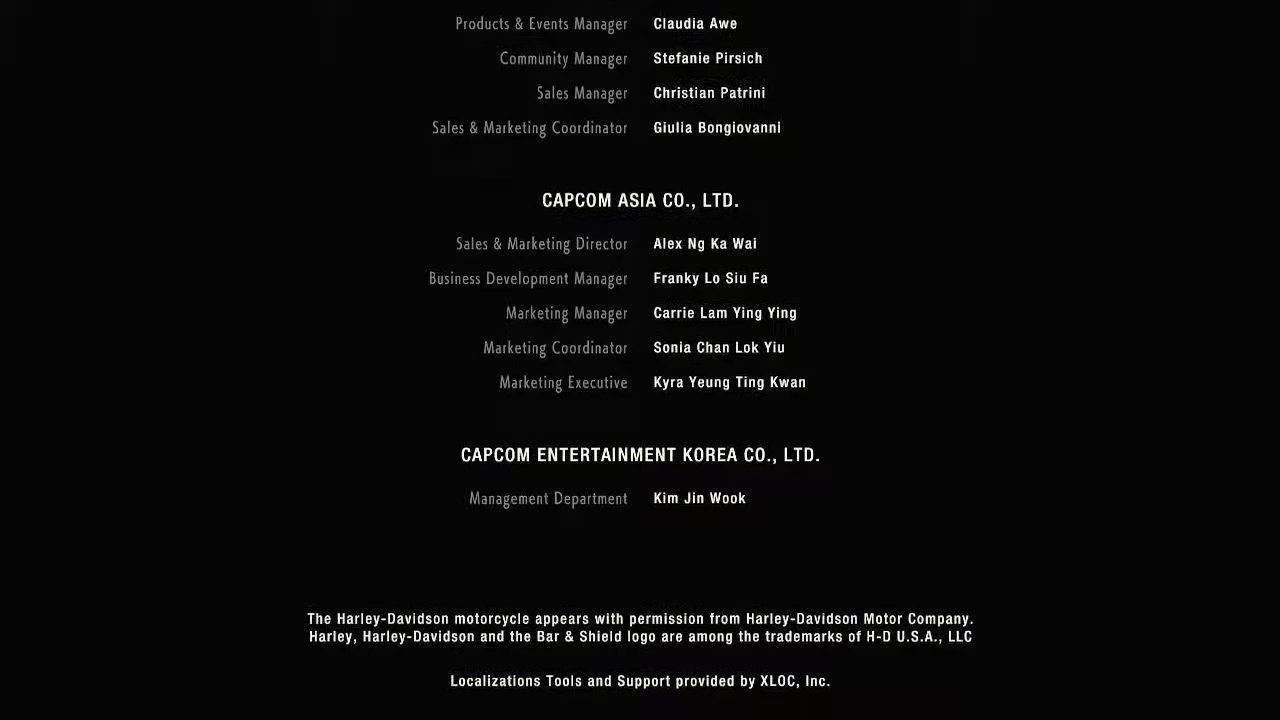 Products & Events Manager Claudia Awe
Community Manager Stefanie Pirsich
Sales Manager Christian Patrini
Sales & Marketing Coordinator Giulia Bongiovanni
CAPCOM ASIA CO., LTD.
Sales & Marketing Director Alex Ng Ka Wai
Business Development Manager Franky Lo Siu Fa
Marketing Manager Carrie Lam Ying Ying
Marketing Coordinator Sonia Chan Lok Yiu
Marketing Executive Kyra Yeung Ting Kwan
CAPCOM ENTERTAINMENT KOREA CO., LTD.
Management Department Kim Jin Wook
The Harley-Davidson motorcycle appears with permission from Harley-Davidson Motor Company.
Harley, Harley-Davidson and the Bar & Shield logo are among the trademarks of H-D U.S.A., LLC
Localizations Tools and Support provided by XLOC, Inc.